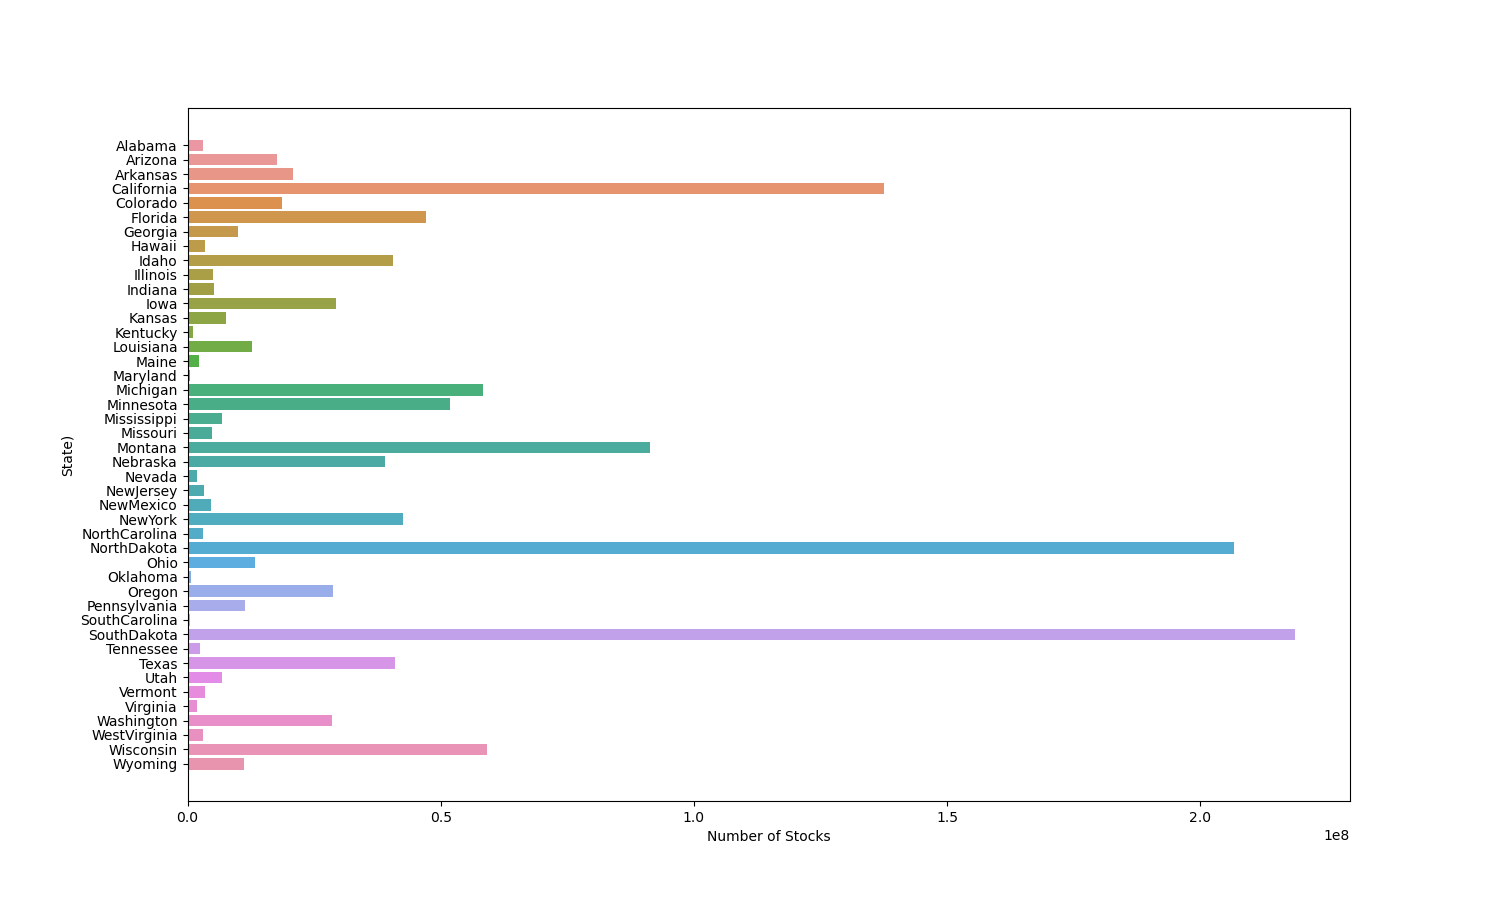 Alabama
Arizona
Arkansas
California
Colorado
Florida
Georgia
Hawaii
Idaho
Illinois
Indiana
Iowa
Kansas
Kentucky
Louisiana
Maine
Maryland
Michigan
Minnesota
Mississippi
Missouri
Montana
Nebraska
Nevada
NewJersey
NewMexico
NewYork
NorthCarolina
NorthDakota
Ohio
Oklahoma
Oregon
Pennsylvania
SouthCarolina
SouthDakota
Tennessee
Texas
Utah
Vermont
Virginia
Washington
WestVirginia
Wisconsin
Wyoming
State)
0.0 0.5 1.0 1.5 2.0
Number of Stocks
1e8